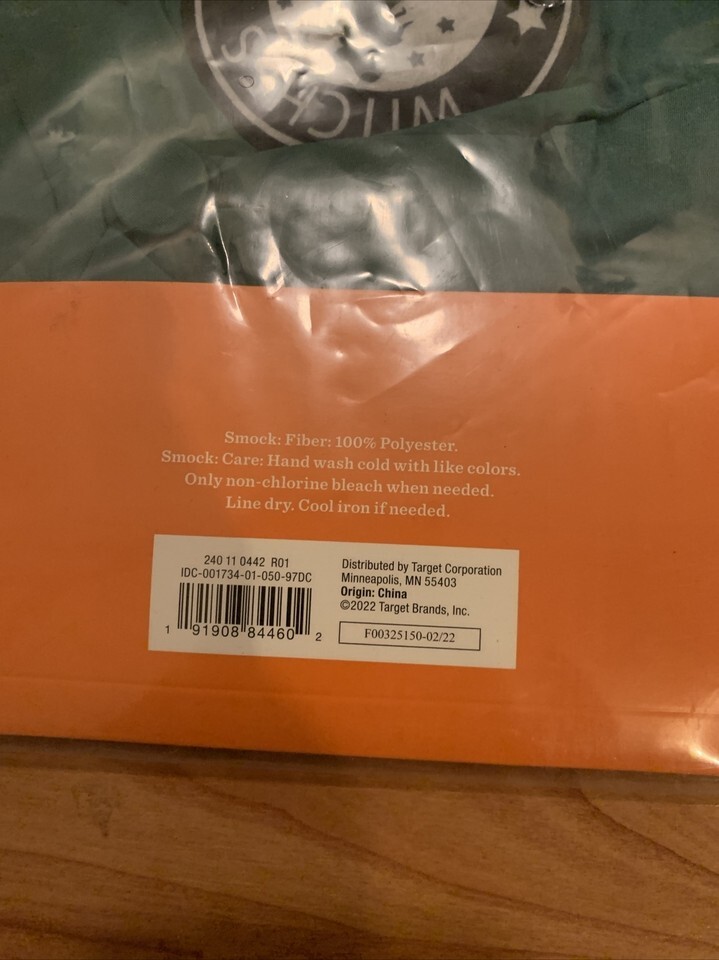 WITCH
Smock: Fiber: 100% Polyester.
Smock: Care: Hand wash cold with like colors.
Only non-chlorine bleach when needed.
Line dry. Cool iron if needed.
240 11 0442 R01
IDC-001734-01-050-97DC
1 91908 84460 2
Distributed by Target Corporation
Minneapolis, MN 55403
Origin: China
©2022 Target Brands, Inc.
F00325150-02/22